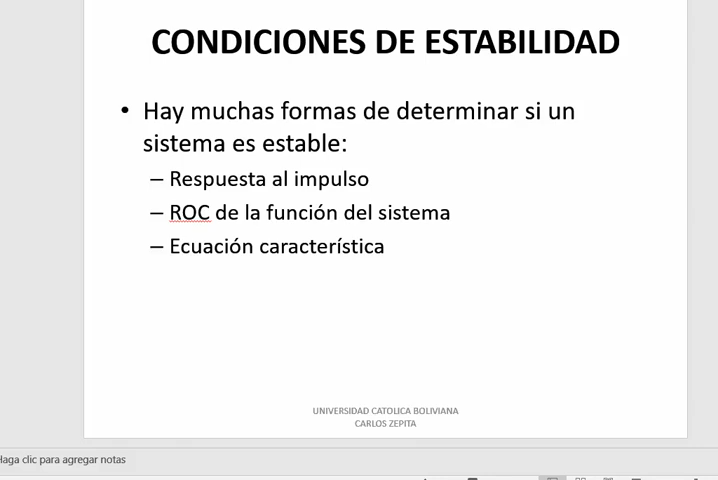 CONDICIONES DE ESTABILIDAD
• Hay muchas formas de determinar si un
sistema es estable:
– Respuesta al impulso
– ROC de la función del sistema
– Ecuación característica
UNIVERSIDAD CATOLICA BOLIVIANA
CARLOS ZEPITA
Haga clic para agregar notas